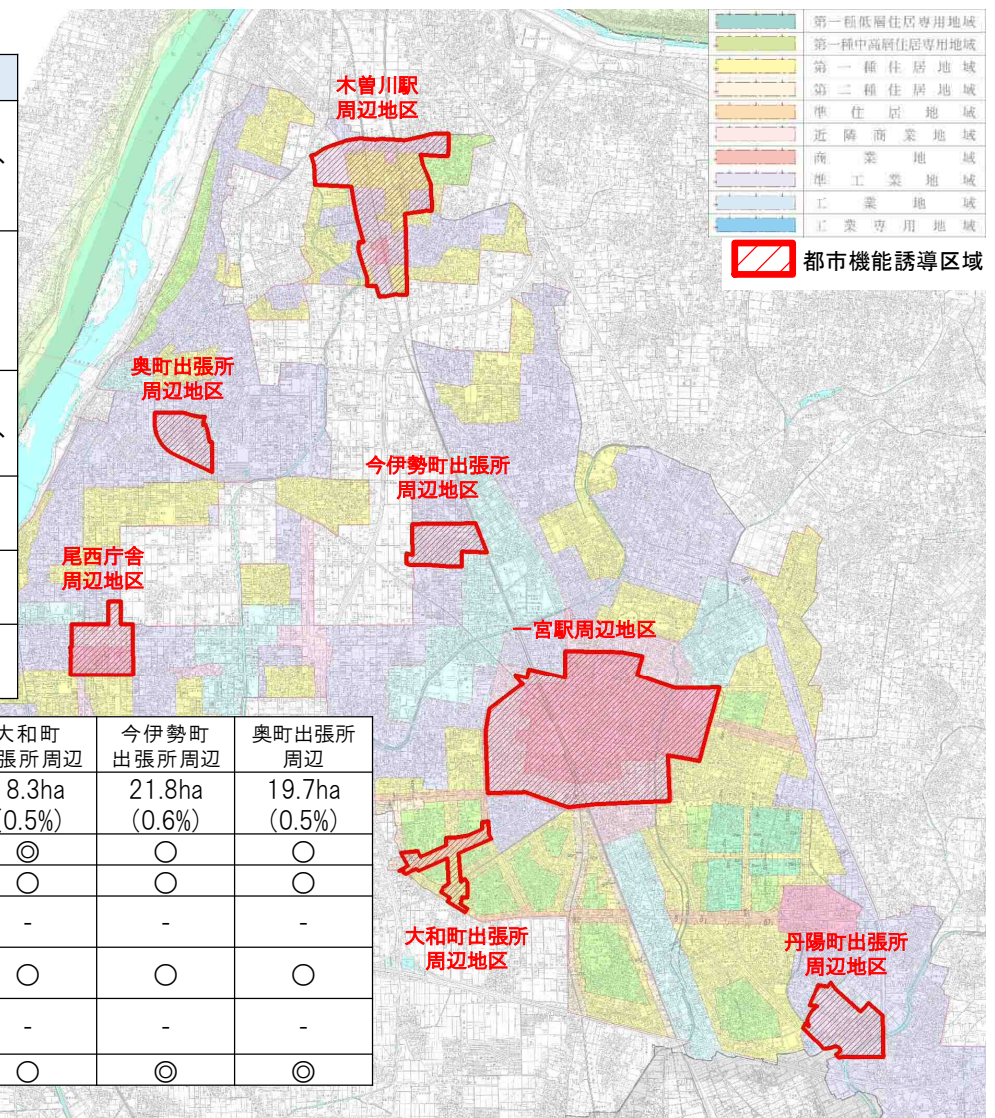 第一種低層住居専用地域
第一種中高層住居専用地域
第一種住居地域
第二種住居地域
準住居地域
近隣商業地域
商業地域
準工業地域
工業地域
工業専用地域
都市機能誘導区域
木曽川駅
周辺地区
奥町出張所
周辺地区
今伊勢町出張所
周辺地区
尾西庁舎
周辺地区
一宮駅周辺地区
大和町出張所
周辺地区
丹陽町出張所
周辺地区
大和町 今伊勢町 奥町出張所
張所周辺 出張所周辺 周辺
8.3ha 21.8ha 19.7ha
(0.5%) (0.6%) (0.5%)
◎ ○ ○
○ ○ ○
- - -
○ ○ ○
- - -
○ ◎ ◎